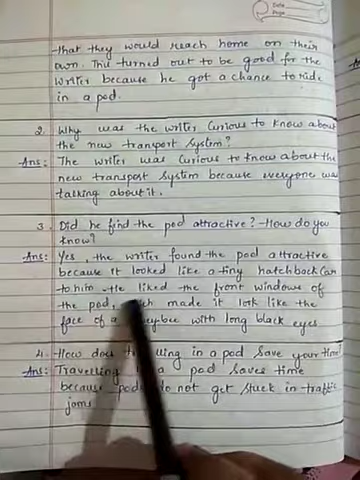 Date
Page
that they would reach home on their
own. This turned out to be good for the
writer because he got a chance to ride
in a pod.
2. Why was the writer curious to know about
the new transport system?
Ans: The writer was curious to know about the
new transport system because everyone was
talking about it.
3. Did he find the pod attractive? How do you
know?
Ans: Yes, the writer found the pod attractive
because it looked like a tiny hatchback car
to him. He liked the front windows of
the pod, made it look like the
face of a with long black eyes
4. How does in a pod save your time?
Ans: Travelling a pod saves time
because pod do not get stuck in traffic
jams